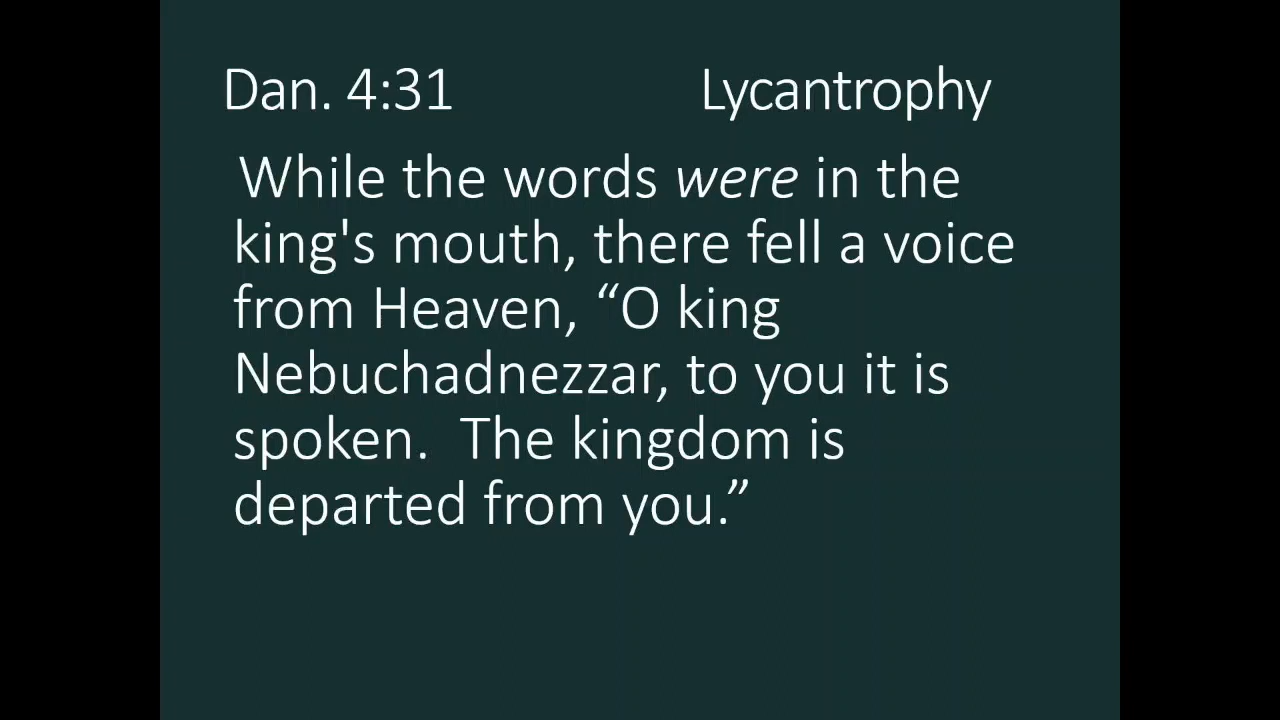 Dan. 4:31 Lycantrophy
While the words were in the
king's mouth, there fell a voice
from Heaven, “O king
Nebuchadnezzar, to you it is
spoken.  The kingdom is
departed from you.”